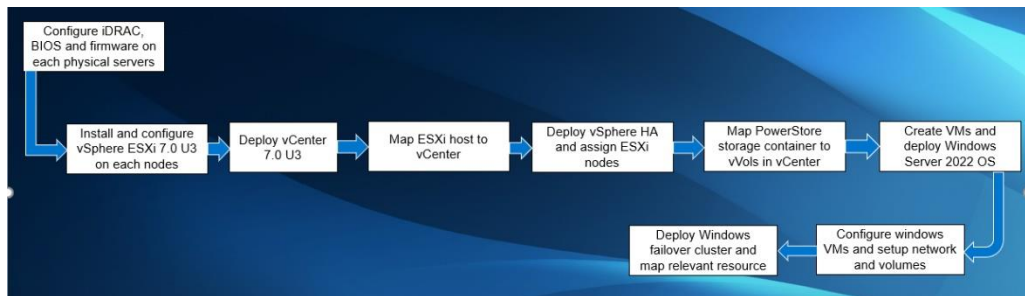 Configure iDRAC,
BIOS and firmware on
each physical servers
Install and configure
vSphere ESXi 7.0 U3
on each nodes
Deploy vCenter
7.0 U3
Map ESXi host to
vCenter
Deploy vSphere HA
and assign ESXi
nodes
Map PowerStore
storage container to
vVols in vCenter
Create VMs and
deploy Windows
Server 2022 OS
Configure windows
VMs and setup network
and volumes
Deploy Windows
failover cluster and
map relevant resource